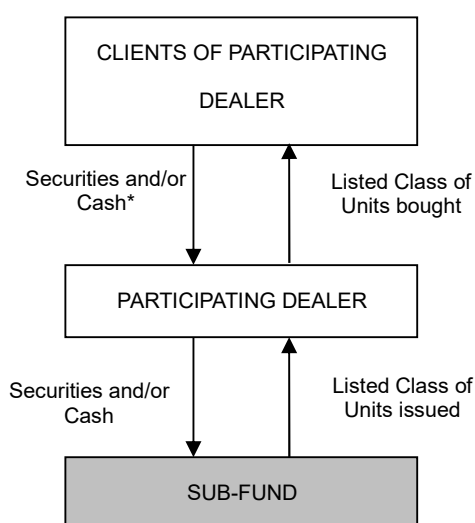 CLIENTS OF PARTICIPATING
DEALER
Securities and/or
Cash*
Listed Class of
Units bought
PARTICIPATING DEALER
Securities and/or
Cash
Listed Class of
Units issued
SUB-FUND